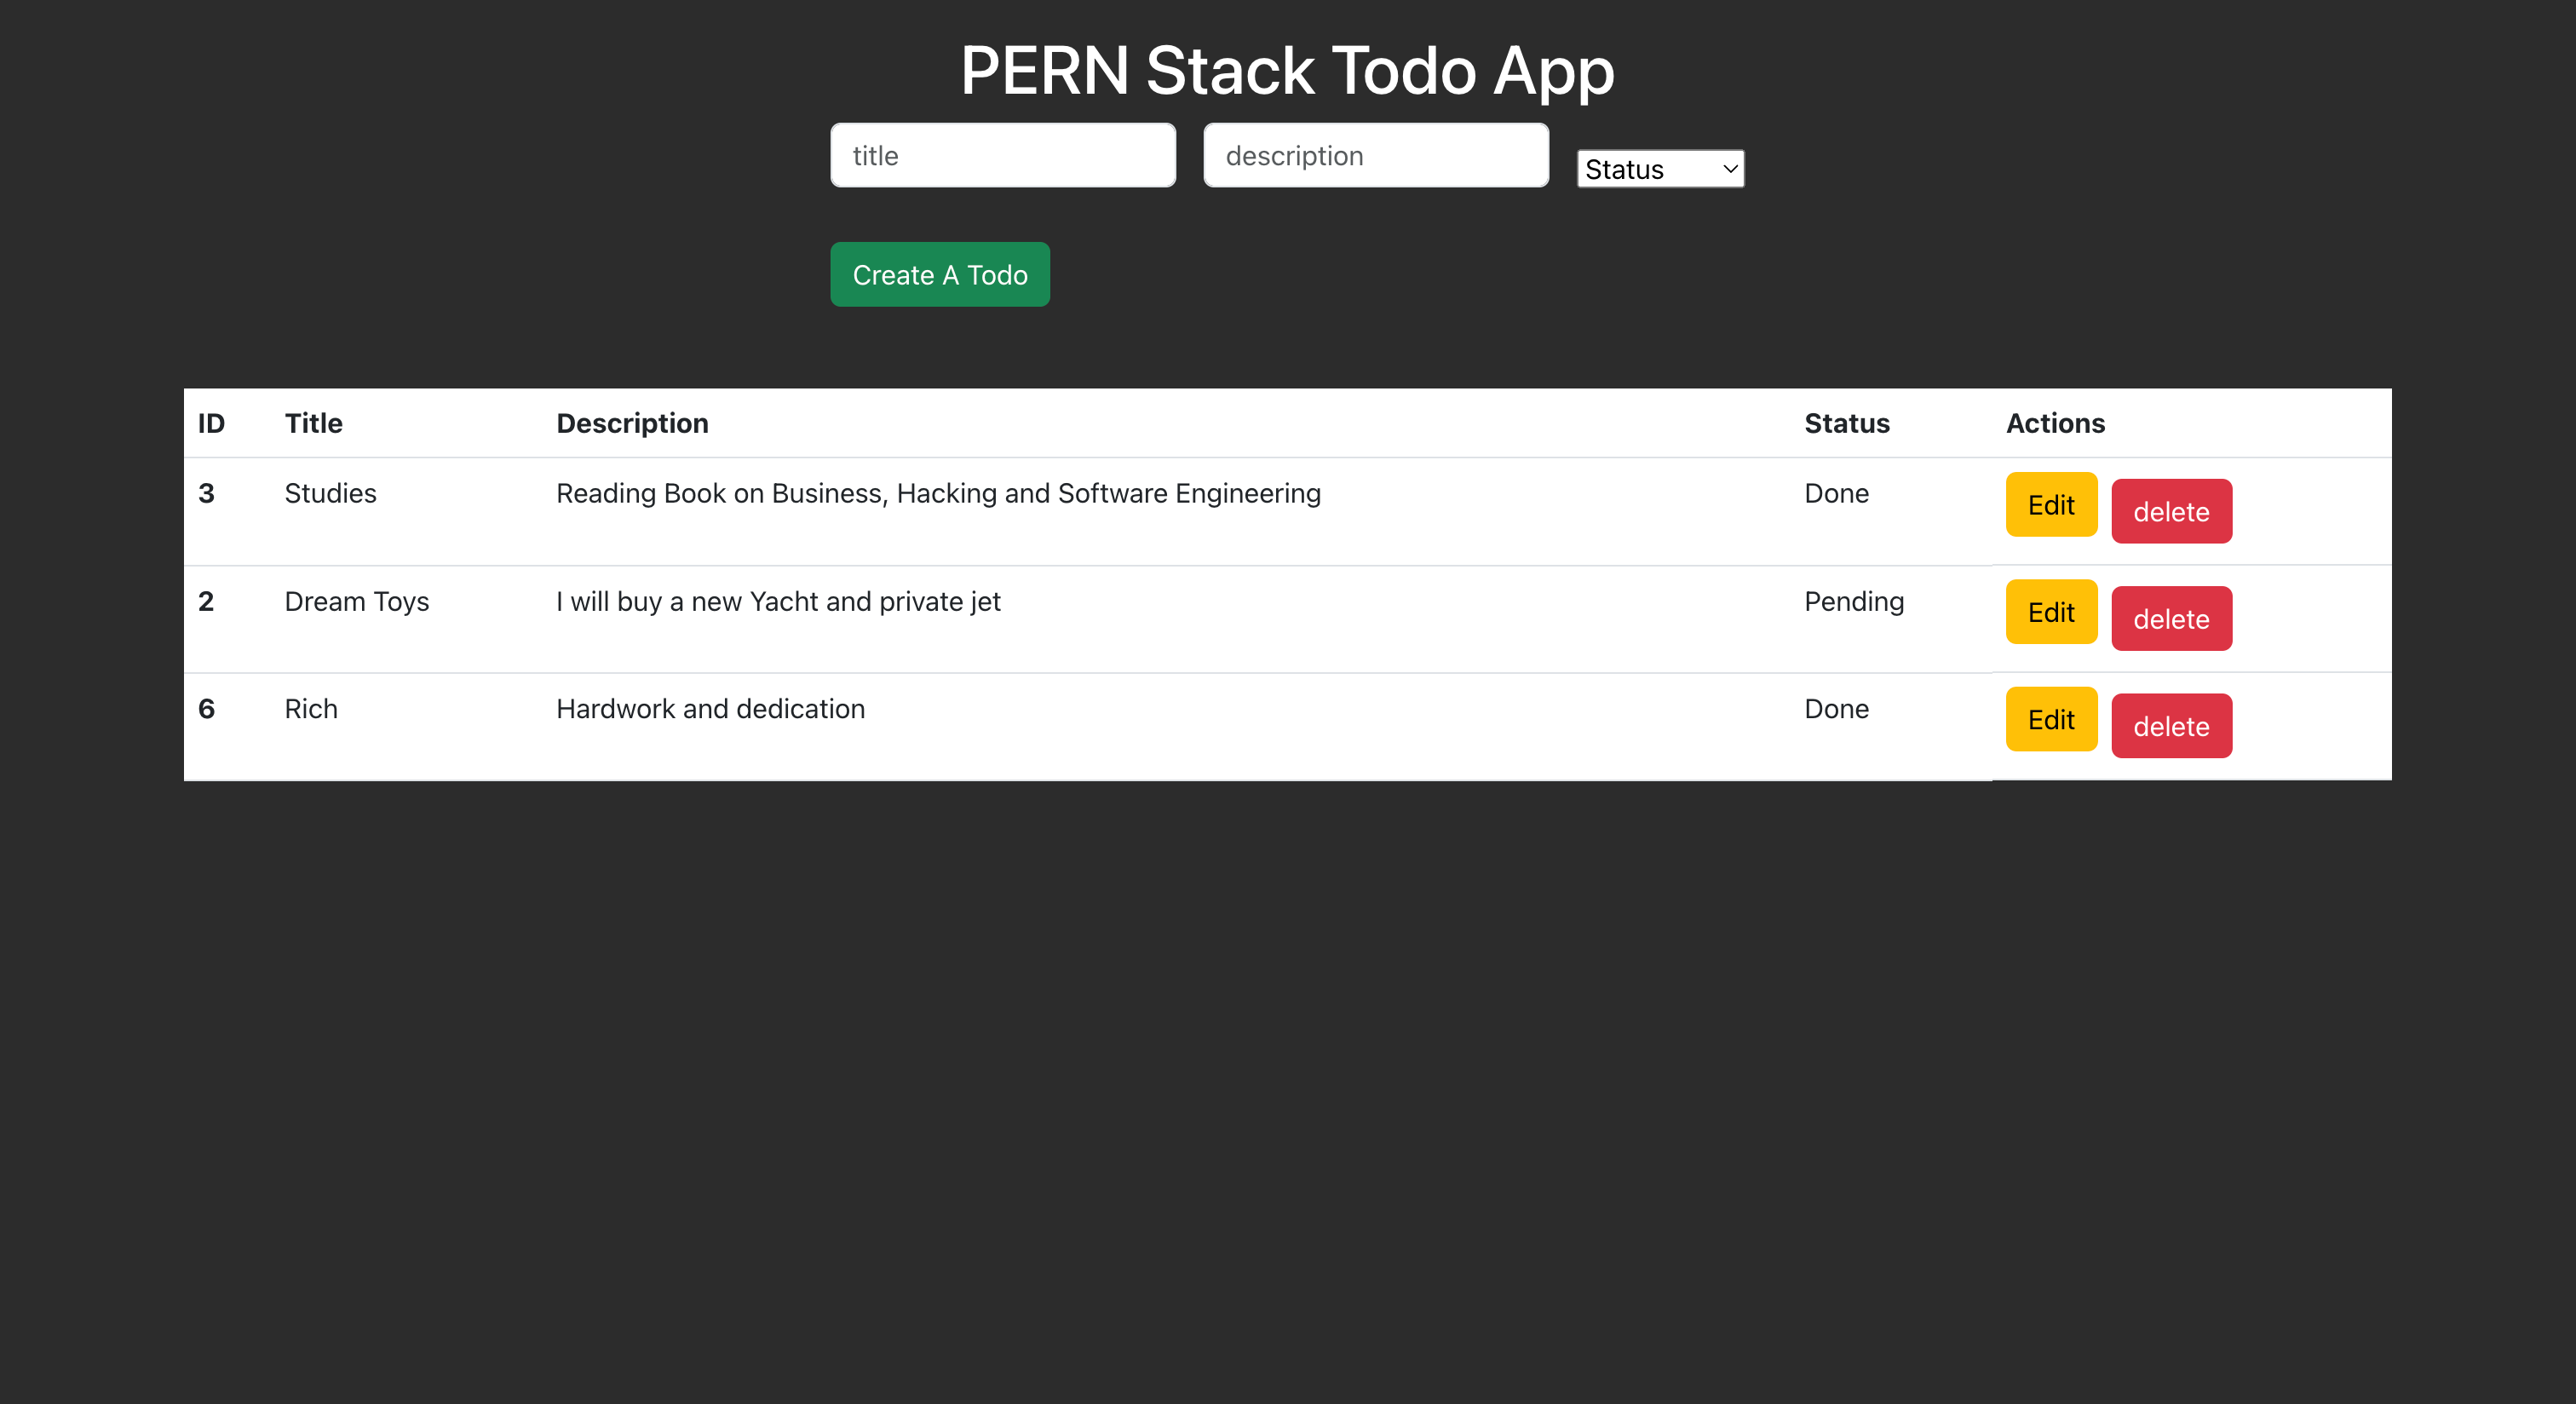 PERN Stack Todo App
title description Status
Create A Todo
ID Title Description Status Actions
3 Studies Reading Book on Business, Hacking and Software Engineering Done Edit delete
2 Dream Toys I will buy a new Yacht and private jet Pending Edit delete
6 Rich Hardwork and dedication Done Edit delete